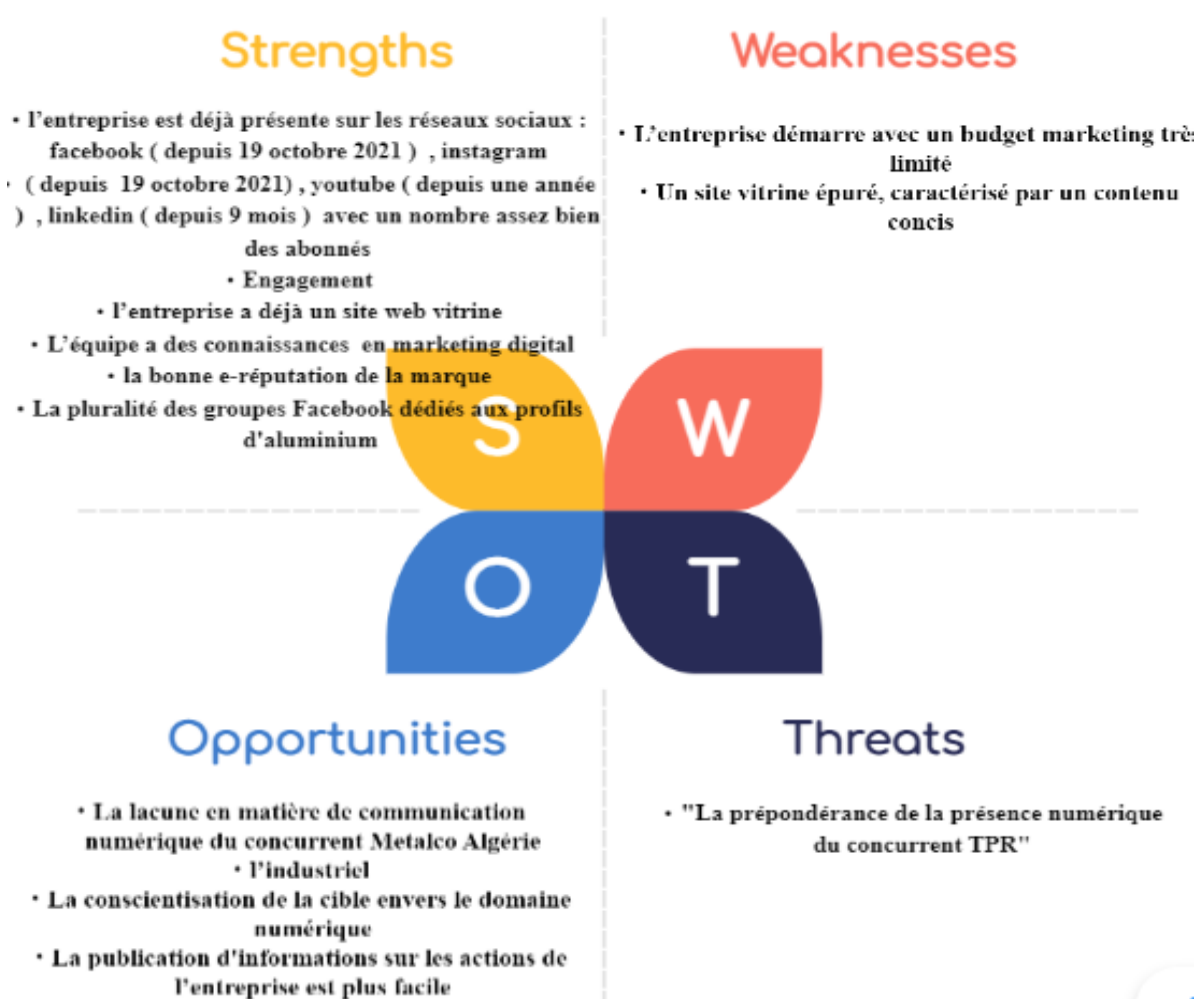 Strengths
• l'entreprise est déjà présente sur les réseaux sociaux :
facebook ( depuis 19 octobre 2021 ) , instagram
• ( depuis 19 octobre 2021) , youtube ( depuis une année
) , linkedin ( depuis 9 mois ) avec un nombre assez bien
des abonnés
• Engagement
• l'entreprise a déjà un site web vitrine
• L'équipe a des connaissances en marketing digital
• la bonne e-réputation de la marque
• La pluralité des groupes Facebook dédiés aux profils
d'aluminium
Weaknesses
• L'entreprise démarre avec un budget marketing très
limité
• Un site vitrine épuré, caractérisé par un contenu
concis
S
W
O
T
Opportunities
• La lacune en matière de communication
numérique du concurrent Metalco Algérie
• l'industriel
• La conscientisation de la cible envers le domaine
numérique
• La publication d'informations sur les actions de
l'entreprise est plus facile
Threats
• "La prépondérance de la présence numérique
du concurrent TPR"